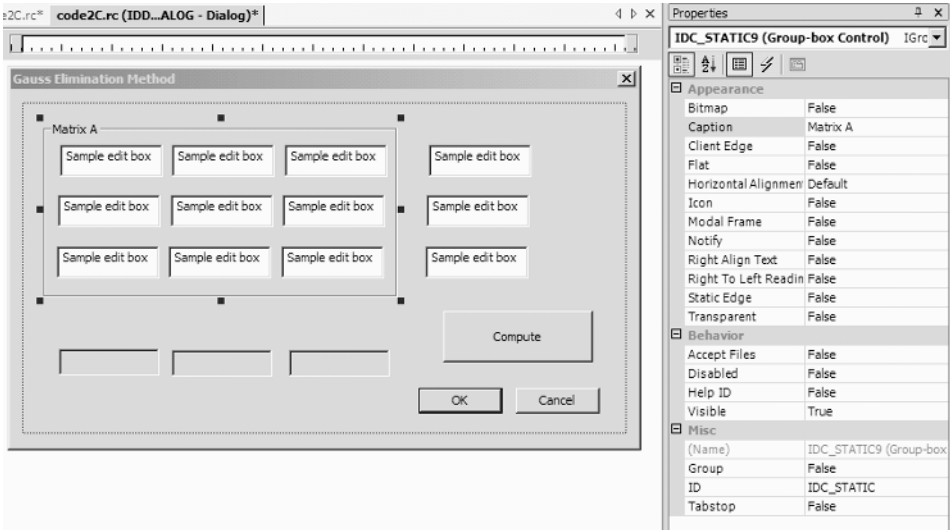 e2C.rc* code2C.rc (IDD...ALOG - Dialog)*
Gauss Elimination Method
Matrix A
Sample edit box Sample edit box Sample edit box Sample edit box
Sample edit box Sample edit box Sample edit box Sample edit box
Sample edit box Sample edit box Sample edit box Sample edit box
Compute
OK Cancel
Properties
IDC_STATIC9 (Group-box Control) IGrc
Appearance
Bitmap False
Caption Matrix A
Client Edge False
Flat False
Horizontal Alignmen Default
Icon False
Modal Frame False
Notify False
Right Align Text False
Right To Left Readin False
Static Edge False
Transparent False
Behavior
Accept Files False
Disabled False
Help ID False
Visible True
Misc
(Name) IDC_STATIC9 (Group-box
Group False
ID IDC_STATIC
Tabstop False